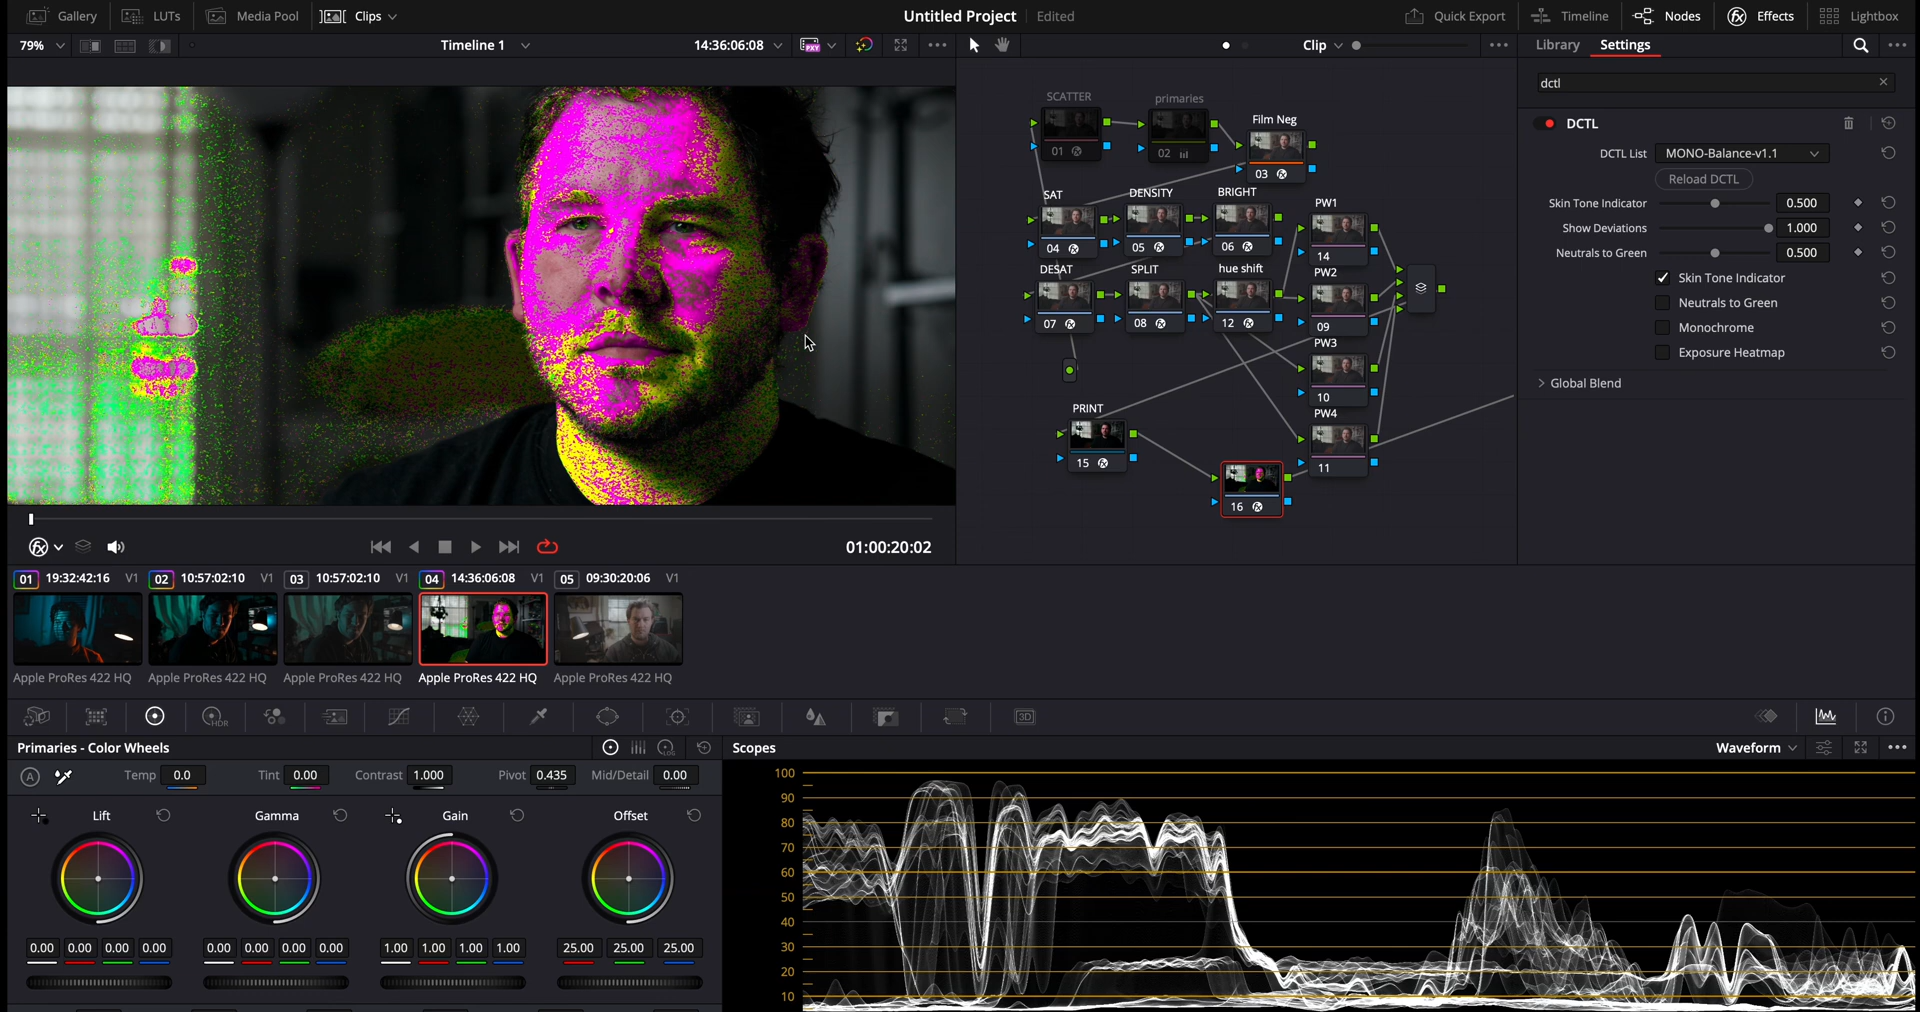 Gallery LUTs Media Pool Clips Untitled Project Edited Quick Export Timeline Nodes Effects Lightbox
79% Timeline 1 14:36:06:08 PXY Clip Library Settings
dctl
DCTL
DCTL List MONO-Balance-v1.1
Reload DCTL
Skin Tone Indicator 0.500
Show Deviations 1.000
Neutrals to Green 0.500
Skin Tone Indicator
Neutrals to Green
Monochrome
Exposure Heatmap
Global Blend
SCATTER primaries Film Neg
01 02 03
SAT DENSITY BRIGHT PW1
04 05 06 14
DESAT SPLIT hue shift PW2
07 08 12 09
PW3
10
PRINT PW4
15 11
16
01:00:20:02
01 19:32:42:16 V1 02 10:57:02:10 V1 03 10:57:02:10 V1 04 14:36:06:08 V1 05 09:30:20:06 V1
Apple ProRes 422 HQ Apple ProRes 422 HQ Apple ProRes 422 HQ Apple ProRes 422 HQ Apple ProRes 422 HQ
HDR 3D
Primaries - Color Wheels LOG Scopes Waveform
A Temp 0.0 Tint 0.00 Contrast 1.000 Pivot 0.435 Mid/Detail 0.00
Lift Gamma Gain Offset
0.00 0.00 0.00 0.00 0.00 0.00 0.00 0.00 1.00 1.00 1.00 1.00 25.00 25.00 25.00
100
90
80
70
60
50
40
30
20
10